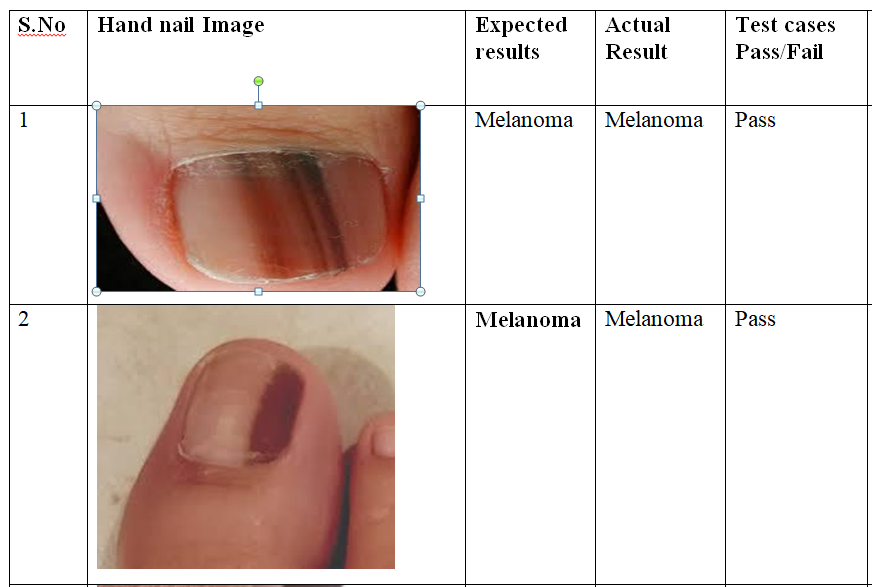 S.No Hand nail Image Expected results Actual Result Test cases Pass/Fail
1 Melanoma Melanoma Pass
2 Melanoma Melanoma Pass